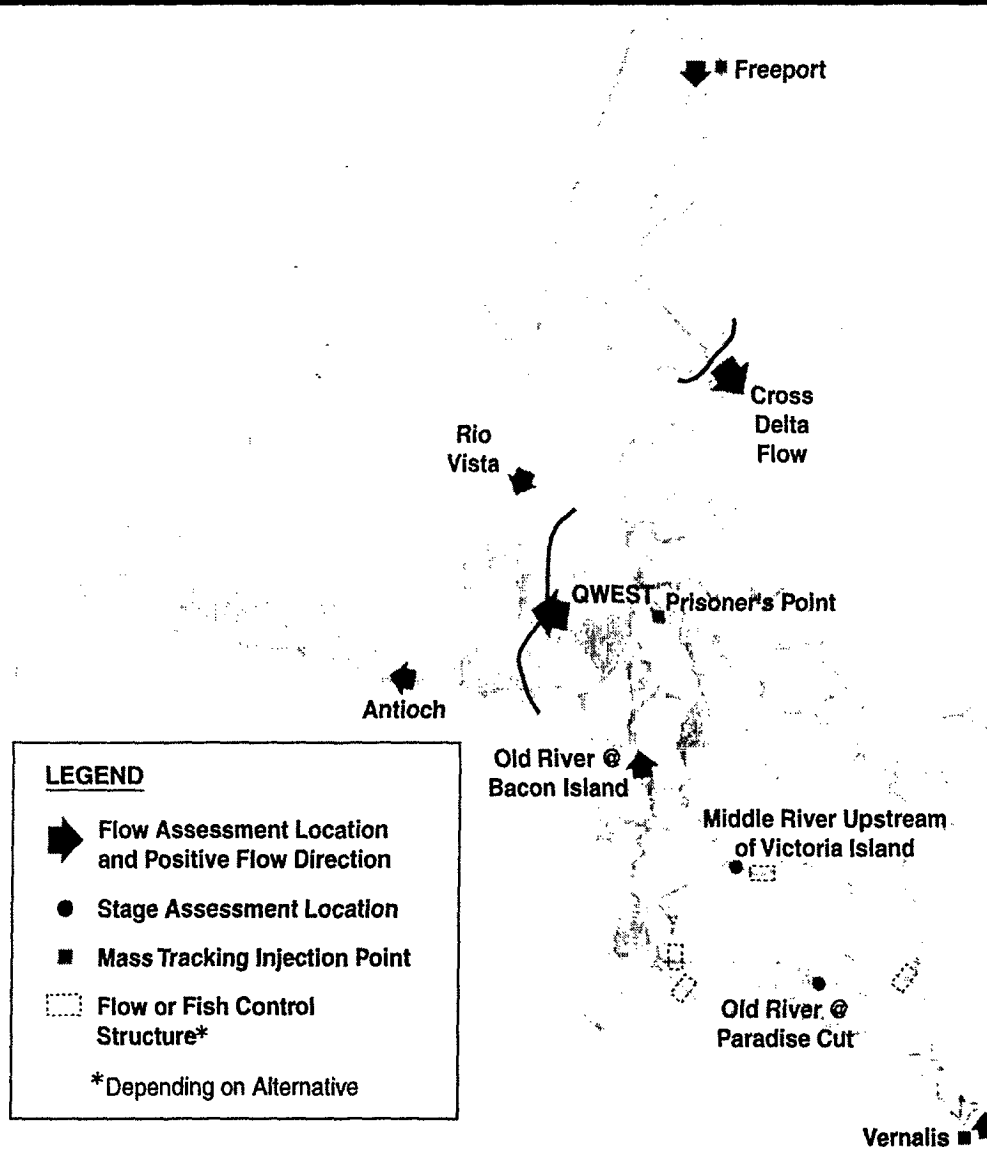 Freeport
Cross
Delta
Flow
Rio
Vista
QWEST
Prisoner's Point
Antioch
Old River @
Bacon Island
Middle River Upstream
of Victoria Island
Old River @
Paradise Cut
Vernalis
LEGEND
Flow Assessment Location
and Positive Flow Direction
Stage Assessment Location
Mass Tracking Injection Point
Flow or Fish Control
Structure*
*Depending on Alternative